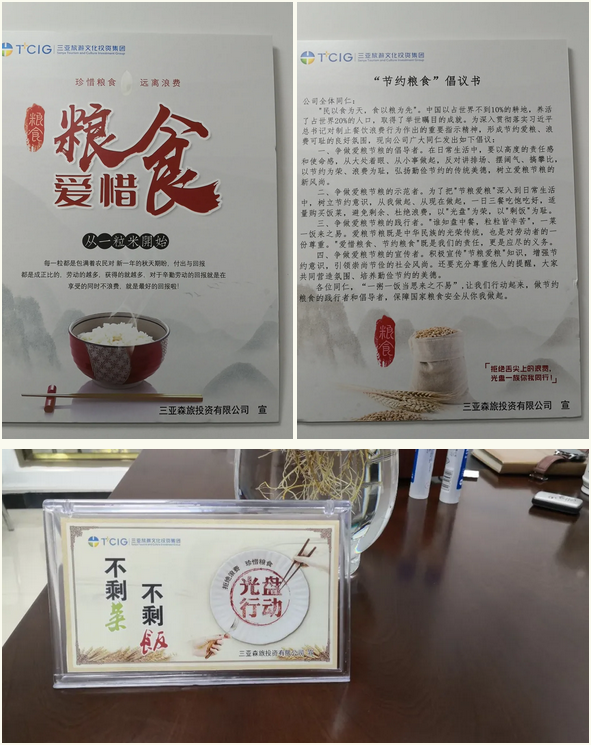 TCIG 三亚旅游文化投资集团
Sanya Tourism and Culture Investment Group
珍惜粮食 远离浪费
粮食
粮食
爱惜
从一粒米開始
每一粒都是包满着农民对 新一年的秋天期盼，付出与回报
都是成正比的、劳动的越多，获得的就越多，对于辛勤劳动的回报就是在
享受的同时不浪费，就是最好的回报啦!
三亚森旅投资有限公司 宣
TCIG 三亚旅游文化投资集团
Sanya Tourism and Culture Investment Group
“节约粮食”倡议书
公司全体同仁：
“民以食为天，食以粮为先”。中国以占世界不到10%的耕地，养活
了占世界20%的人口，取得了举世瞩目的成就。为深入贯彻落实习近平
总书记对制止餐饮浪费行为作出的重要指示精神，形成节约爱粮、浪
费可耻的良好氛围，现向公司广大同仁发出如下倡议：
一、争做爱粮节粮的倡导者。在日常生活中，要以高度的责任感
和使命感，从大处着眼、从小事做起，反对讲排场、摆阔气、搞攀比，
以节约为荣、浪费为耻，弘扬勤俭节约的传统美德，树立爱粮节粮的
新风尚。
二、争做爱粮节粮的示范者。为了把“节粮爱粮”深入到日常生活
中，树立节约意识，从我做起、从现在做起，一日三餐吃饱吃好，适
量购买饭菜，避免剩余、杜绝浪费，以“光盘”为荣，以“剩饭”为耻。
三、争做爱粮节粮的践行者。“谁知盘中餐，粒粒皆辛苦”，一菜
一饭来之易。爱粮节粮既是中华民族的光荣传统，也是对劳动者的一
份尊重。“爱惜粮食、节约粮食”既是我们的责任，更是应尽的义务。
四、争做爱粮节粮的宣传者。积极宣传“节粮爱粮”知识，增强节
约意识，引领崇尚节俭的社会风尚。还要充分尊重他人的提醒，大家
共同营造、培养勤俭节约的美德。
各位同仁，“一粥一饭当思来之不易”，让我们行动起来，做节约
粮食的践行者和倡导者，保障国家粮食安全从你我做起。
粮食
拒绝舌尖上的浪费，
光盘一族你我同行!
三亚森旅投资有限公司 宣
TCIG 三亚旅游文化投资集团
不剩菜
不剩飯
拒绝浪费 珍惜粮食
光盘
行动
三亚森旅投资有限公司 宣